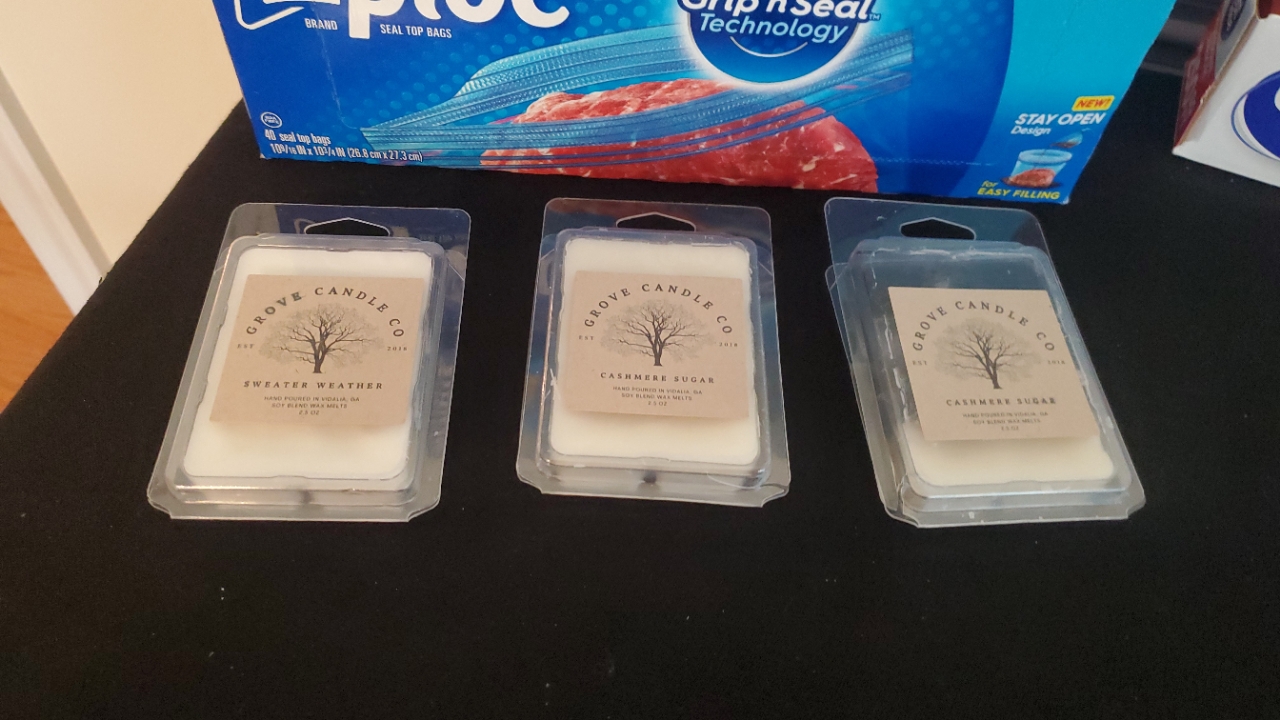 ploc
BRAND
SEAL TOP BAGS
Grip'n Seal™
Technology
40 seal top bags
10 9/16 IN x 10 3/4 IN (26.8 cm x 27.3 cm)
NEW!
STAY OPEN
Design
for
EASY FILLING
GROVE CANDLE CO
EST 2018
SWEATER WEATHER
HAND POURED IN VIDALIA, GA
SOY BLEND WAX MELTS
2.5 OZ
GROVE CANDLE CO
EST 2018
CASHMERE SUGAR
HAND POURED IN VIDALIA, GA
SOY BLEND WAX MELTS
2.5 OZ
GROVE CANDLE CO
EST 2018
CASHMERE SUGAR
HAND POURED IN VIDALIA, GA
SOY BLEND WAX MELTS
2.5 OZ